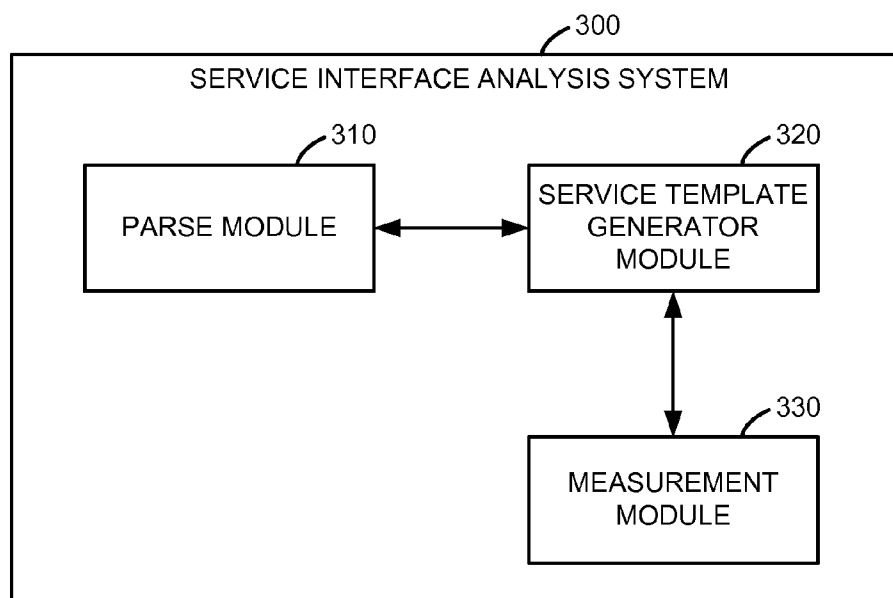 300
SERVICE INTERFACE ANALYSIS SYSTEM
310
PARSE MODULE
320
SERVICE TEMPLATE
GENERATOR
MODULE
330
MEASUREMENT
MODULE